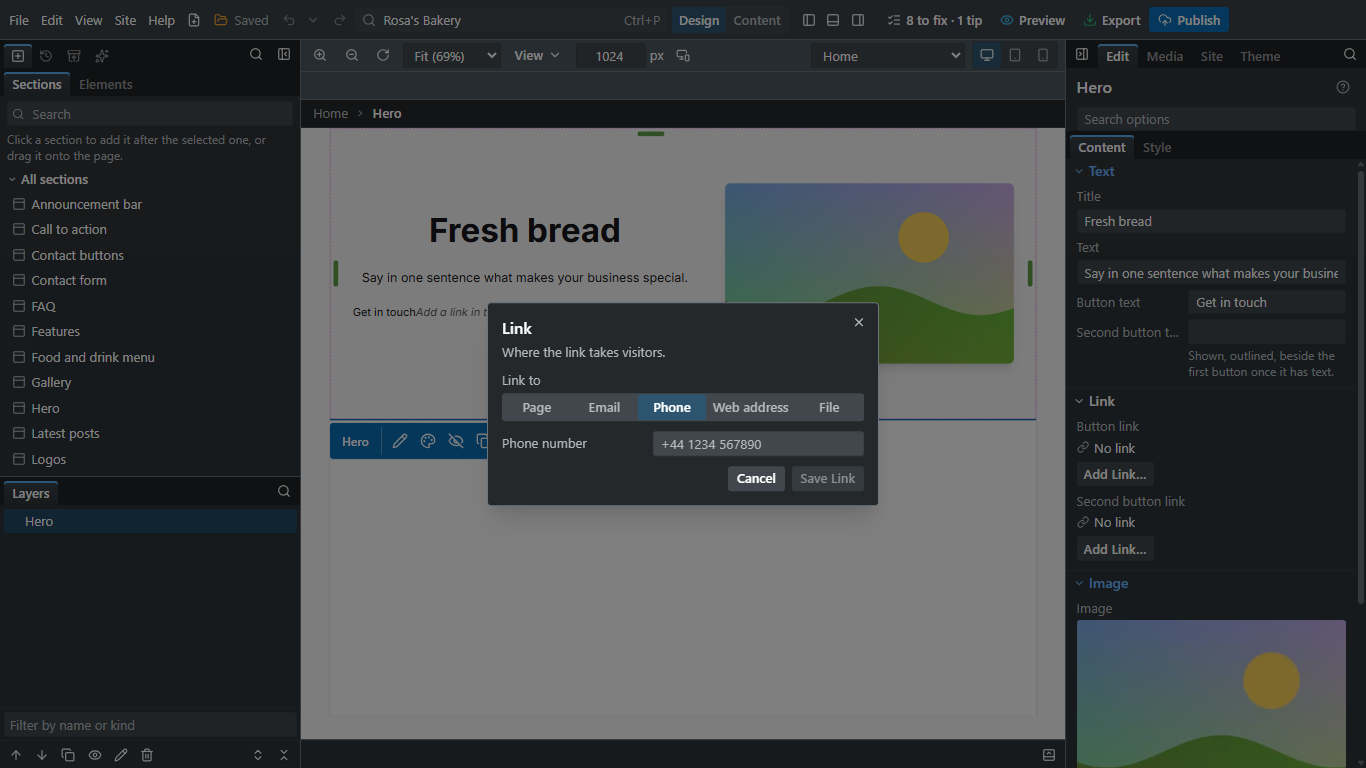 File Edit View Site Help Saved Rosa's Bakery Ctrl+P Design Content 8 to fix · 1 tip Preview Export Publish
Fit (69%) View 1024 px Home Edit Media Site Theme
Sections Elements
Search
Click a section to add it after the selected one, or
drag it onto the page.
All sections
Announcement bar
Call to action
Contact buttons
Contact form
FAQ
Features
Food and drink menu
Gallery
Hero
Latest posts
Logos
Layers
Hero
Filter by name or kind
Home > Hero
Fresh bread
Say in one sentence what makes your business special.
Get in touchAdd a link in t
Hero
Link
Where the link takes visitors.
Link to
Page Email Phone Web address File
Phone number +44 1234 567890
Cancel Save Link
Hero
Search options
Content Style
Text
Title
Fresh bread
Text
Say in one sentence what makes your busine
Button text Get in touch
Second button t...
Shown, outlined, beside the
first button once it has text.
Link
Button link
No link
Add Link...
Second button link
No link
Add Link...
Image
Image